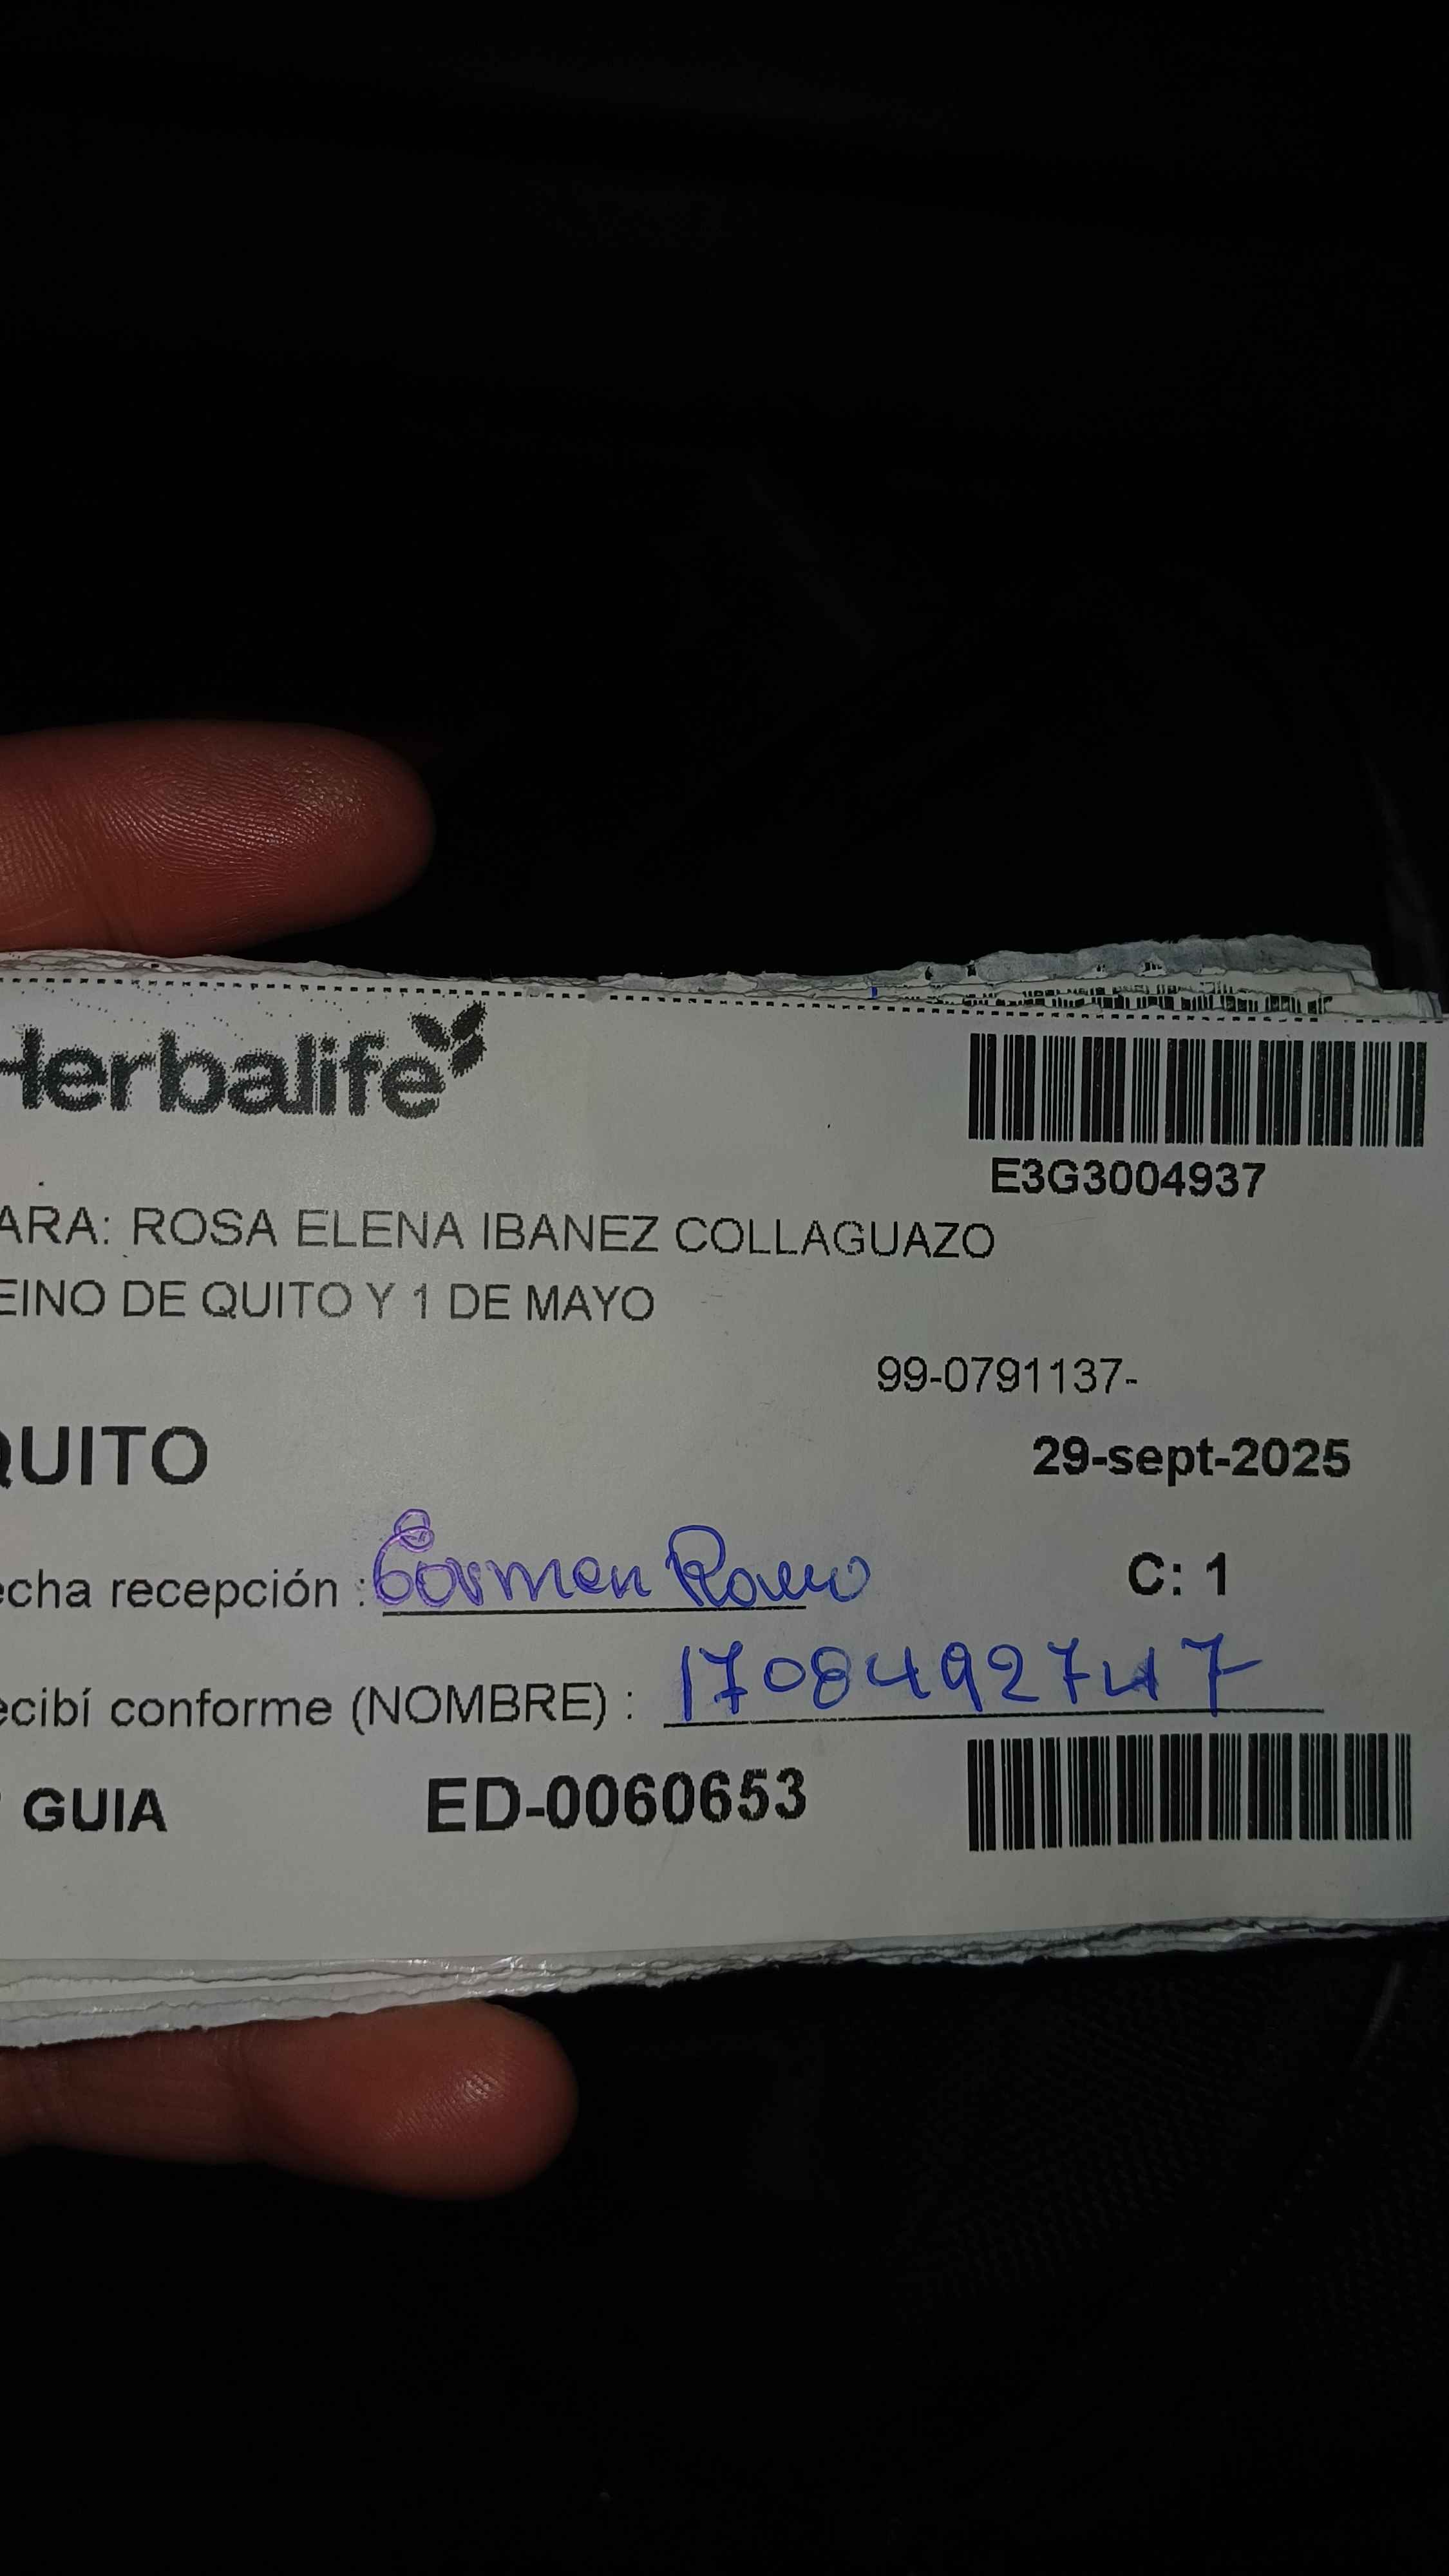 Herbalife
E3G3004937
ARA: ROSA ELENA IBANEZ COLLAGUAZO
EINO DE QUITO Y 1 DE MAYO
99-0791137-
QUITO
29-sept-2025
echa recepción : Carmen
C: 1
ecibí conforme (NOMBRE) : 1708492747
GUIA ED-0060653